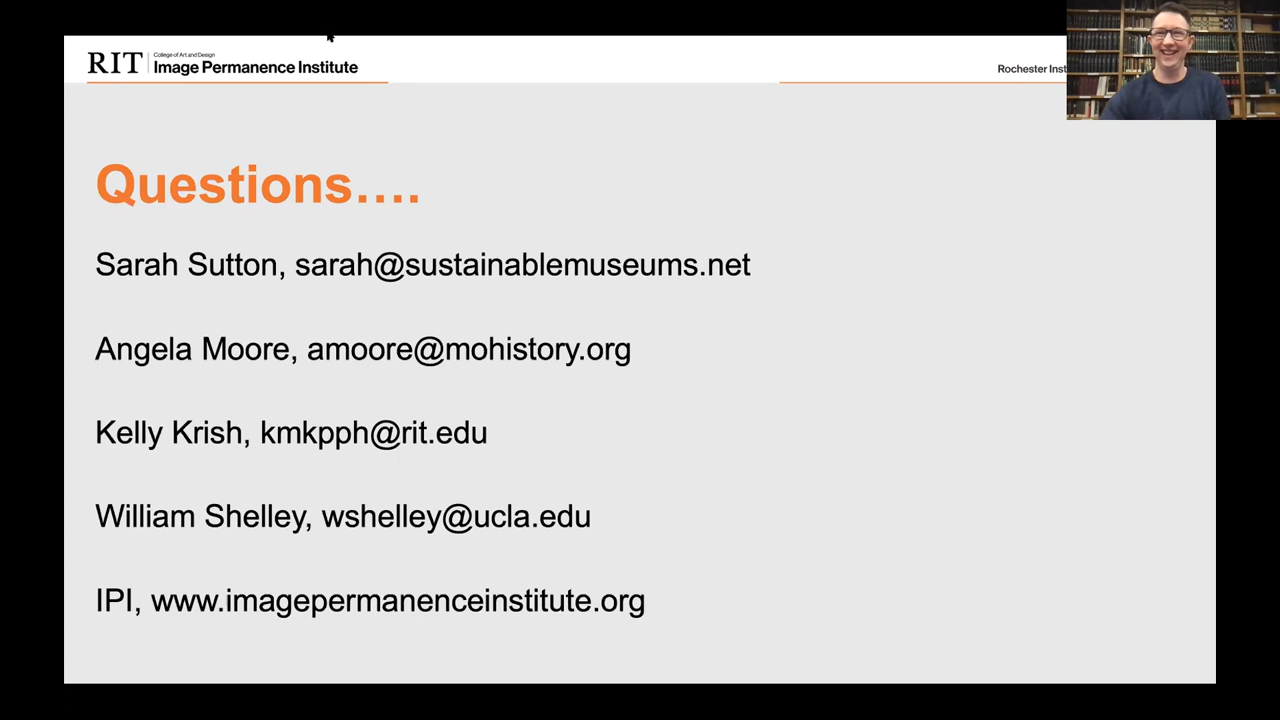 RIT
College of Art and Design
Image Permanence Institute
Rochester
Questions....
Sarah Sutton, sarah@sustainablemuseums.net
Angela Moore, amoore@mohistory.org
Kelly Krish, kmkpph@rit.edu
William Shelley, wshelley@ucla.edu
IPI, www.imagepermanenceinstitute.org